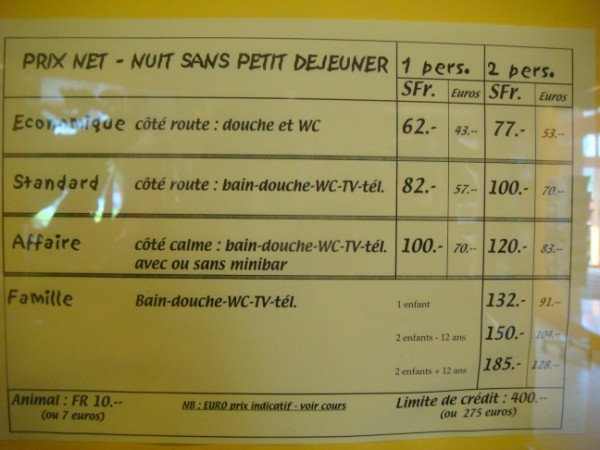 PRIX NET - NUIT SANS PETIT DEJEUNER 1 pers. 2 pers.
SFr. Euros SFr. Euros
Economique côté route : douche et WC 62.- 43.-- 77.- 53.--
Standard côté route : bain-douche-WC-TV-tél. 82.- 57.-- 100.- 70.--
Affaire côté calme : bain-douche-WC-TV-tél. 100.- 70.-- 120.- 83.--
avec ou sans minibar
Famille Bain-douche-WC-TV-tél. 1 enfant 132.- 91.--
2 enfants - 12 ans 150.- 104.--
2 enfants + 12 ans 185.- 128.--
Animal : FR 10.-- NB : EURO prix indicatif - voir cours Limite de crédit : 400.--
(ou 7 euros) (ou 275 euros)